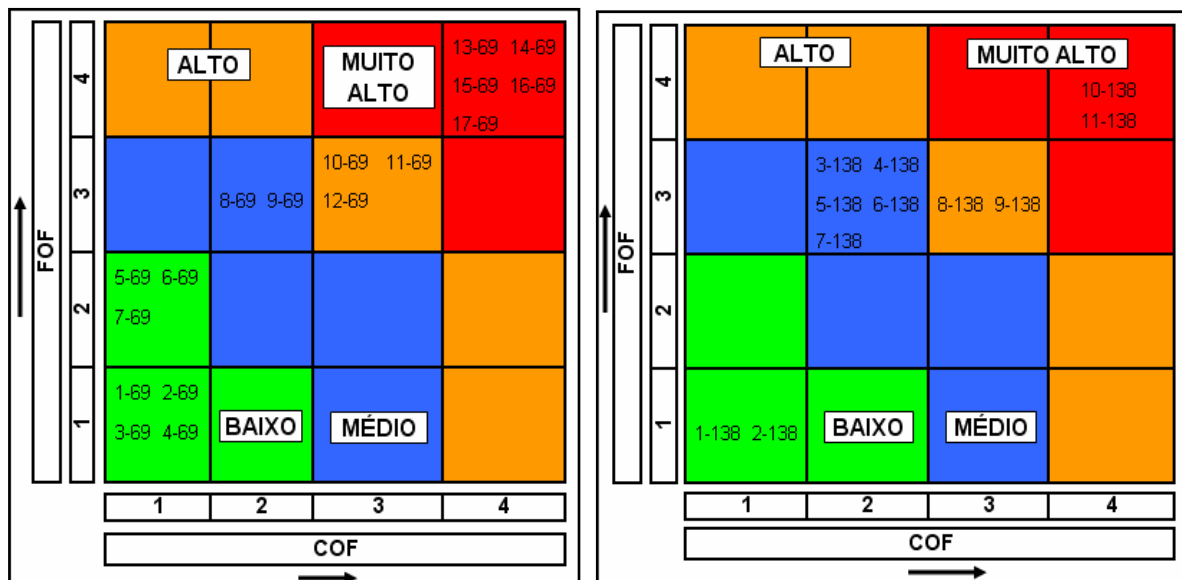 4
ALTO
MUITO
ALTO
13-69 14-69
15-69 16-69
17-69
3
8-69 9-69
10-69 11-69
12-69
2
5-69 6-69
7-69
1
1-69 2-69
3-69 4-69
BAIXO
MÉDIO
FOF
1 2 3 4
COF
4
ALTO
MUITO ALTO
10-138
11-138
3
3-138 4-138
5-138 6-138
7-138
8-138 9-138
2
1
1-138 2-138
BAIXO
MÉDIO
FOF
1 2 3 4
COF